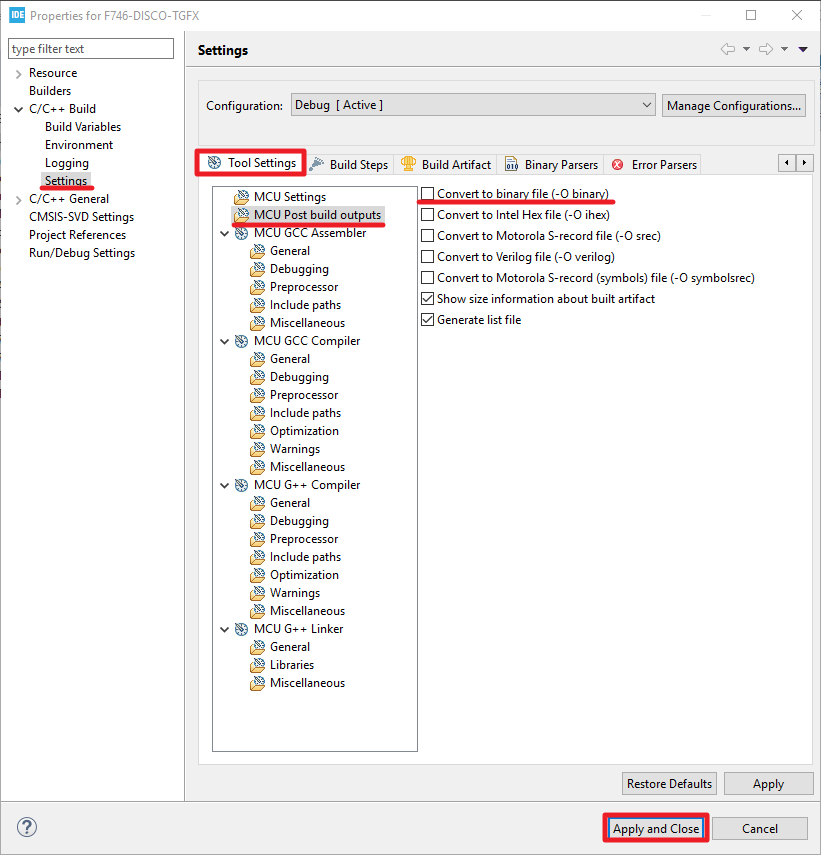 IDE Properties for F746-DISCO-TGFX
type filter text
Resource
Builders
C/C++ Build
Build Variables
Environment
Logging
Settings
C/C++ General
CMSIS-SVD Settings
Project References
Run/Debug Settings
Settings
Configuration: Debug [ Active ] Manage Configurations...
Tool Settings Build Steps Build Artifact 010 Binary Parsers Error Parsers
MCU Settings
MCU Post build outputs
MCU GCC Assembler
General
Debugging
Preprocessor
Include paths
Miscellaneous
MCU GCC Compiler
General
Debugging
Preprocessor
Include paths
Optimization
Warnings
Miscellaneous
MCU G++ Compiler
General
Debugging
Preprocessor
Include paths
Optimization
Warnings
Miscellaneous
MCU G++ Linker
General
Libraries
Miscellaneous
Convert to binary file (-O binary)
Convert to Intel Hex file (-O ihex)
Convert to Motorola S-record file (-O srec)
Convert to Verilog file (-O verilog)
Convert to Motorola S-record (symbols) file (-O symbolsrec)
Show size information about built artifact
Generate list file
Restore Defaults Apply
? Apply and Close Cancel